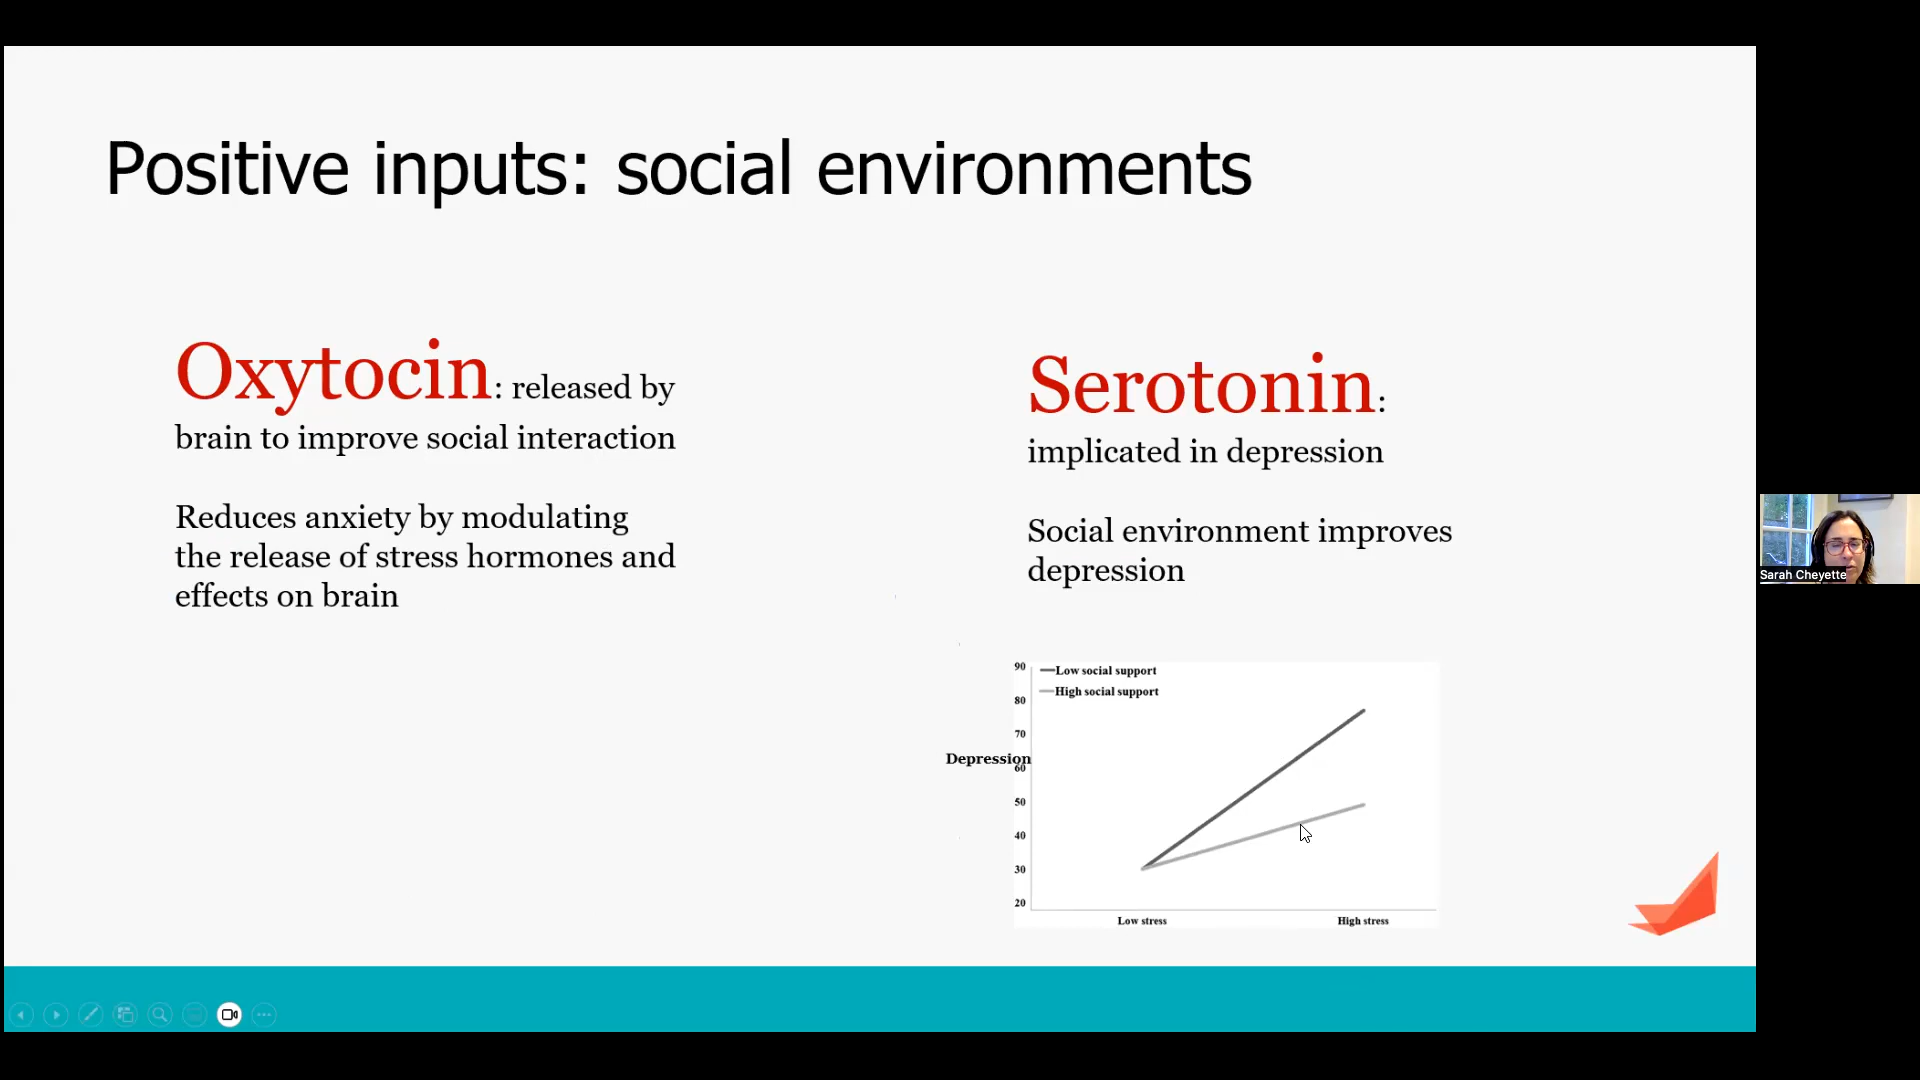 Positive inputs: social environments
Oxytocin: released by
brain to improve social interaction
Reduces anxiety by modulating
the release of stress hormones and
effects on brain
Serotonin:
implicated in depression
Social environment improves
depression
Low social support
High social support
Depression
90
80
70
60
50
40
30
20
Low stress
High stress
Sarah Cheyette